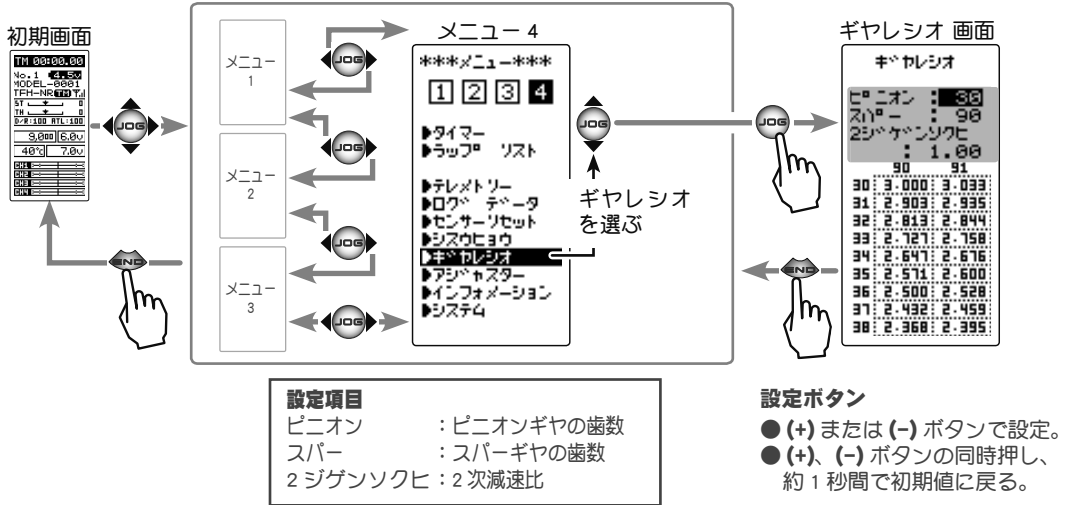 初期画面
TM 00:00.00
No.1 4.5v
MODEL-0001
TFH-NR TM
ST 0
TH 0
D/R:100 ATL:100
9,000 6.0v
40℃ 7.0v
CH1
CH2
CH3
CH4
JOG
END
メニュー
1
メニュー
2
メニュー
3
JOG
JOG
JOG
JOG
メニュー 4
***メニュー***
1 2 3 4
▶タイマー
▶ラップ リスト
▶テレメトリー
▶ログ データ
▶センサーリセット
▶シズウヒョウ
▶ギヤレシオ
▶アジャスター
▶インフォメーション
▶システム
JOG
ギヤレシオ
を選ぶ
JOG
END
ギヤレシオ 画面
ギヤレシオ
ピニオン : 30
スパー : 90
2ジゲンソクヒ
: 1.00
90 91
30 3.000 3.033
31 2.903 2.935
32 2.813 2.844
33 2.727 2.758
34 2.647 2.676
35 2.571 2.600
36 2.500 2.528
37 2.432 2.459
38 2.368 2.395
設定項目
ピニオン :ピニオンギヤの歯数
スパー :スパーギヤの歯数
2 ジゲンソクヒ:2 次減速比
設定ボタン
●(+) または (−) ボタンで設定。
●(+)、(−) ボタンの同時押し、
約 1 秒間で初期値に戻る。